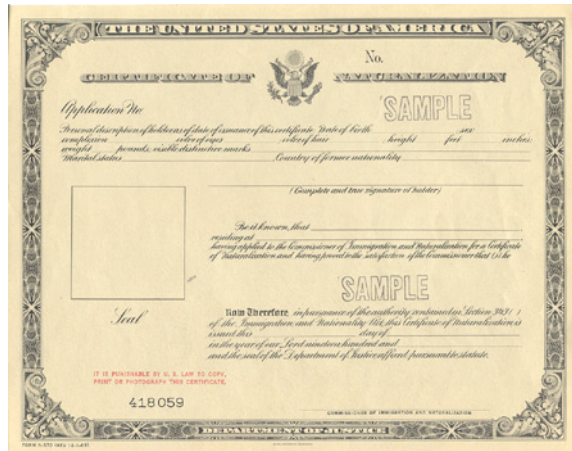 THE UNITED STATES OF AMERICA
No.
CERTIFICATE OF NATURALIZATION
Application No.
SAMPLE
Personal description of holder as of date of issuance of this certificate: Date of birth sex
complexion color of eyes color of hair height feet inches
weight pounds, visible distinctive marks
Marital status Country of former nationality
(Complete and true signature of holder)
Be it known, that
residing at
having applied to the Commissioner of Immigration and Naturalization for a Certificate
of Naturalization and having proved to the satisfaction of the Commissioner that (s)he
SAMPLE
Seal
Now Therefore, in pursuance of the authority contained in Section 343( )
of the Immigration and Nationality Act, this Certificate of Naturalization is
issued this day of
in the year of our Lord nineteen hundred and
and the seal of the Department of Justice affixed pursuant to statute.
IT IS PUNISHABLE BY U. S. LAW TO COPY,
PRINT OR PHOTOGRAPH THIS CERTIFICATE.
418059
COMMISSIONER OF IMMIGRATION AND NATURALIZATION
DEPARTMENT OF JUSTICE